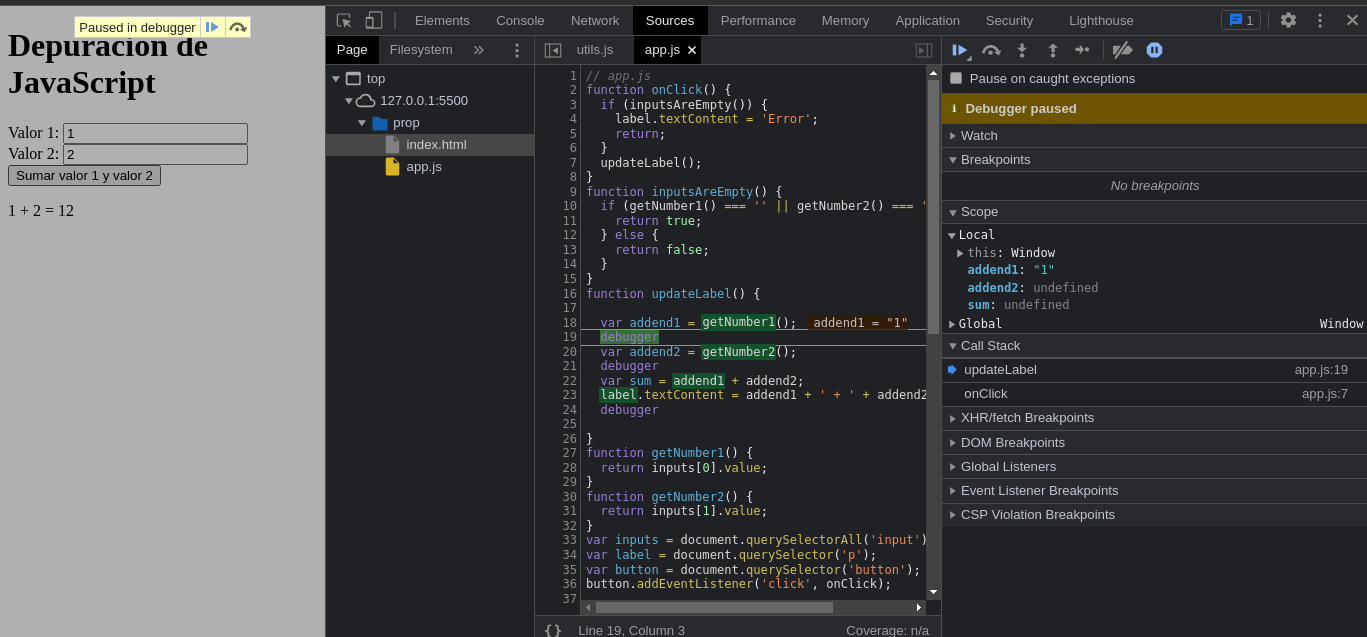 Paused in debugger
Depuración de
JavaScript
Valor 1: 1
Valor 2: 2
Sumar valor 1 y valor 2
1 + 2 = 12
Elements Console Network Sources Performance Memory Application Security Lighthouse 1
Page Filesystem
top
127.0.0.1:5500
prop
index.html
app.js
utils.js app.js
1 // app.js
2 function onClick() {
3 if (inputsAreEmpty()) {
4 label.textContent = 'Error';
5 return;
6 }
7 updateLabel();
8 }
9 function inputsAreEmpty() {
10 if (getNumber1() === '' || getNumber2() === '
11 return true;
12 } else {
13 return false;
14 }
15 }
16 function updateLabel() {
17
18 var addend1 = getNumber1(); addend1 = "1"
19 debugger
20 var addend2 = getNumber2();
21 debugger
22 var sum = addend1 + addend2;
23 label.textContent = addend1 + ' + ' + addend2
24 debugger
25
26 }
27 function getNumber1() {
28 return inputs[0].value;
29 }
30 function getNumber2() {
31 return inputs[1].value;
32 }
33 var inputs = document.querySelectorAll('input')
34 var label = document.querySelector('p');
35 var button = document.querySelector('button');
36 button.addEventListener('click', onClick);
37
{} Line 19, Column 3 Coverage: n/a
Pause on caught exceptions
Debugger paused
Watch
Breakpoints
No breakpoints
Scope
Local
this: Window
addend1: "1"
addend2: undefined
sum: undefined
Global Window
Call Stack
updateLabel app.js:19
onClick app.js:7
XHR/fetch Breakpoints
DOM Breakpoints
Global Listeners
Event Listener Breakpoints
CSP Violation Breakpoints